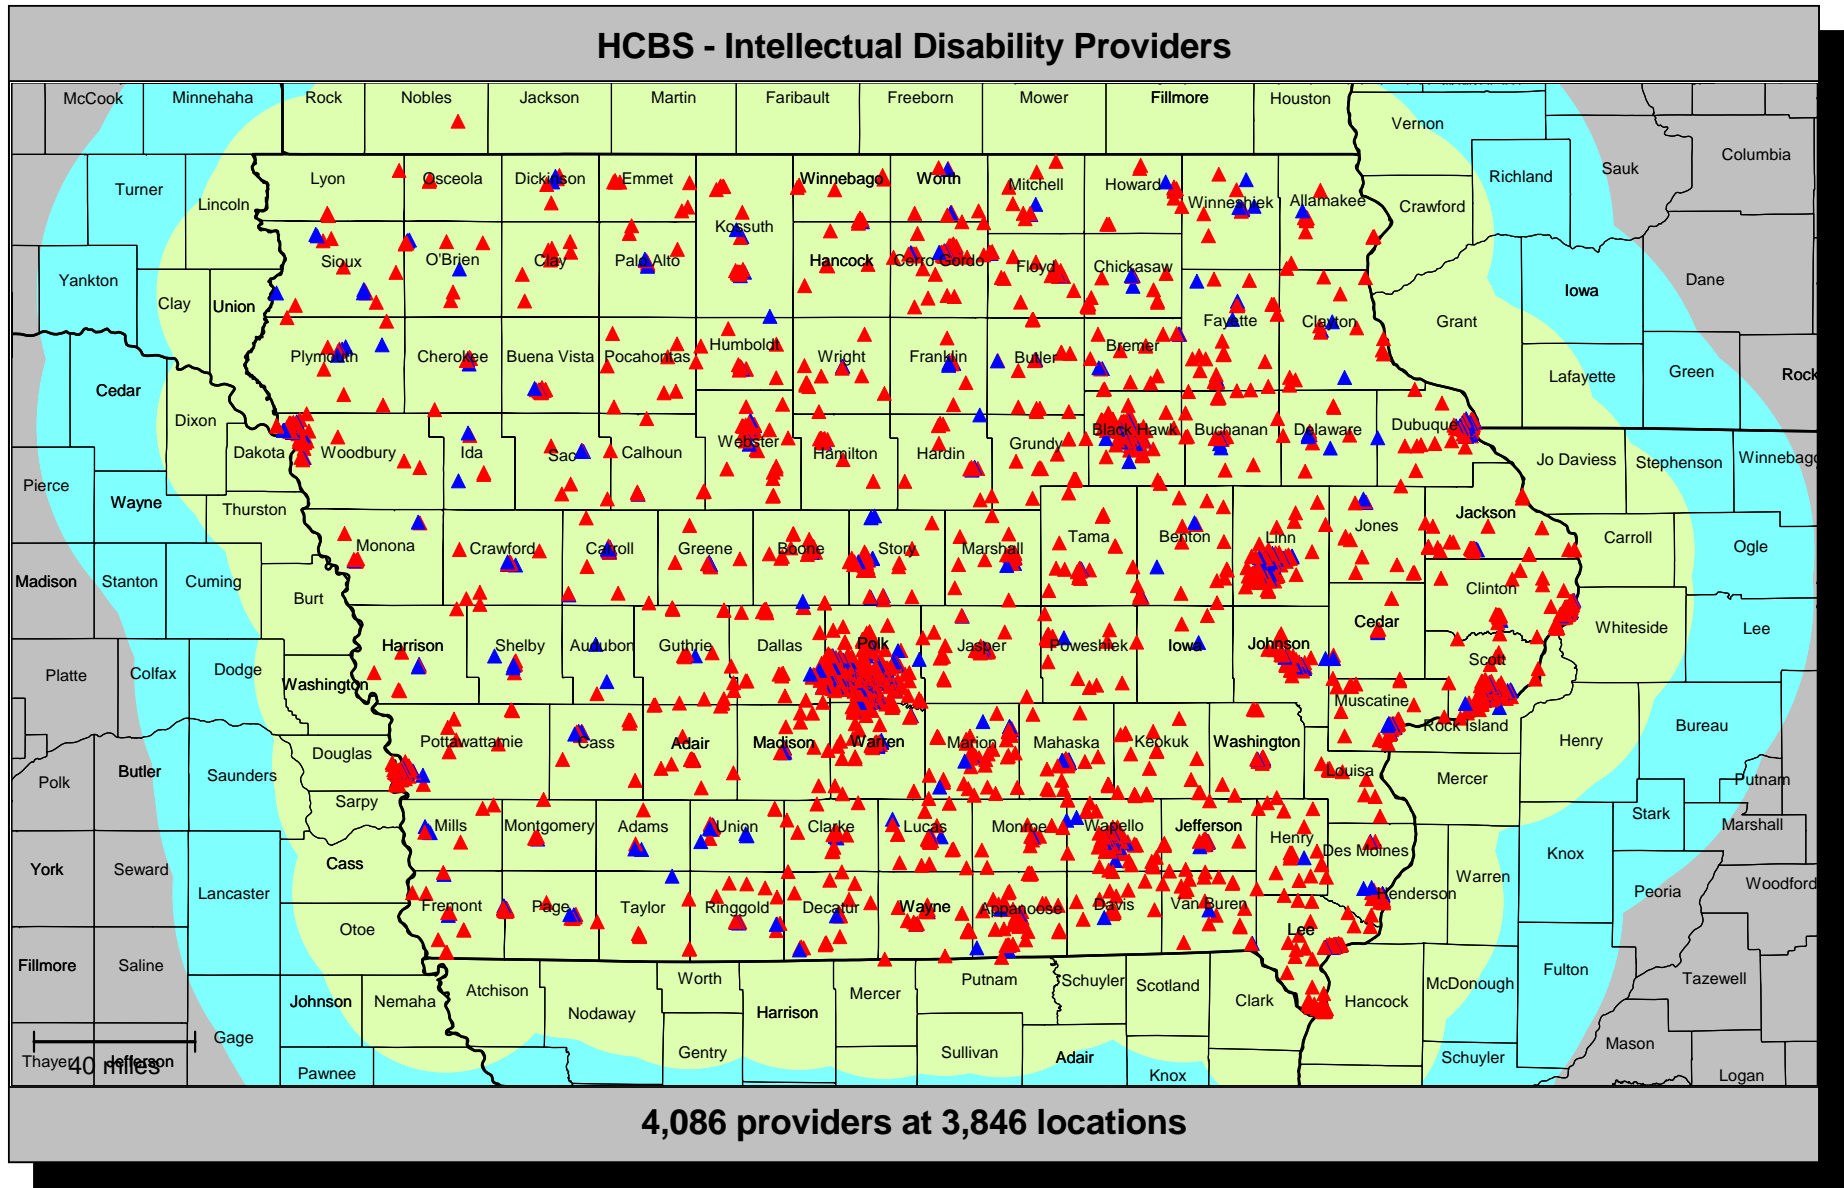 HCBS - Intellectual Disability Providers
McCook Minnehaha Rock Nobles Jackson Martin Faribault Freeborn Mower Fillmore Houston
Vernon Columbia
Sauk
Richland
Turner Lincoln Lyon Osceola Dickinson Emmet Winnebago Worth Mitchell Howard Winneshiek Allamakee Crawford
Kossuth
Yankton Clay Union Sioux O'Brien Clay Palo Alto Hancock Cerro Gordo Floyd Chickasaw Iowa Dane
Fayette Clayton Grant
Plymouth Cherokee Buena Vista Pocahontas Humboldt Wright Franklin Butler Bremer Lafayette Green Rock
Cedar
Dixon
Dakota Woodbury Ida Sac Calhoun Webster Hamilton Hardin Grundy Black Hawk Buchanan Delaware Dubuque Jo Daviess Stephenson Winnebago
Pierce
Wayne
Thurston Jackson
Monona Crawford Carroll Greene Boone Story Marshall Tama Benton Linn Jones Carroll Ogle
Madison Stanton Cuming Burt Clinton
Harrison Shelby Audubon Guthrie Dallas Polk Jasper Poweshiek Iowa Johnson Cedar Whiteside Lee
Platte Colfax Dodge Washington Scott
Muscatine Rock Island Bureau
Douglas Pottawattamie Cass Adair Madison Warren Marion Mahaska Keokuk Washington Henry
Polk Butler Saunders Sarpy Louisa Mercer Putnam
Stark Marshall
Mills Montgomery Adams Union Clarke Lucas Monroe Wapello Jefferson Henry Des Moines Knox
York Seward Lancaster Cass Warren Peoria Woodford
Fremont Page Taylor Ringgold Decatur Wayne Appanoose Davis Van Buren Lee Henderson
Otoe
Fillmore Saline Johnson Nemaha Atchison Nodaway Worth Harrison Mercer Putnam Schuyler Scotland Clark Hancock McDonough Fulton Tazewell
Gage Gentry Sullivan Adair Schuyler Mason
Thayer Jefferson Pawnee Knox Logan
40 miles
4,086 providers at 3,846 locations